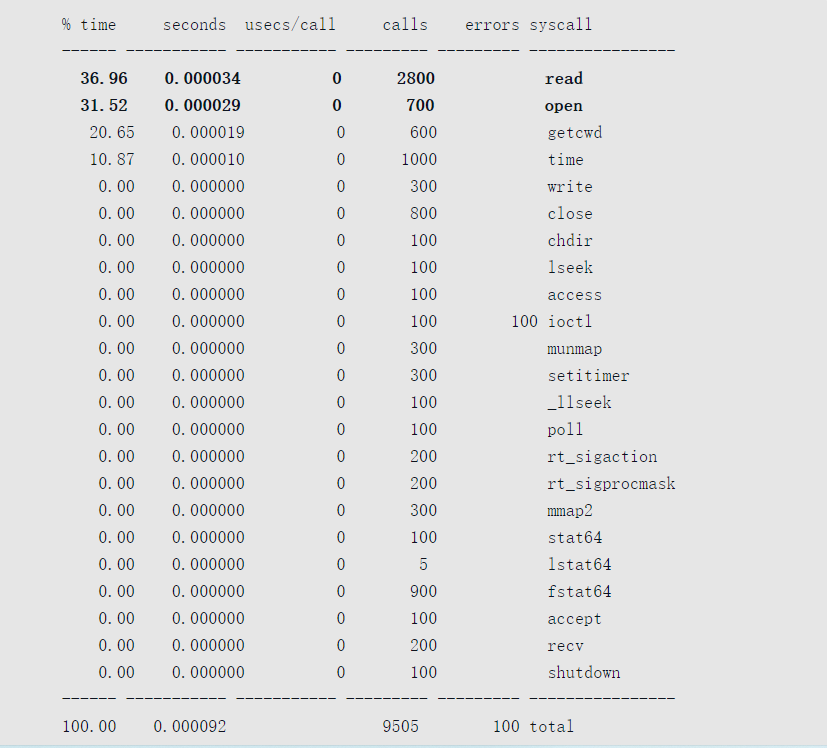 % time seconds usecs/call calls errors syscall
------ ----------- ----------- --------- --------- ----------------
36.96 0.000034 0 2800 read
31.52 0.000029 0 700 open
20.65 0.000019 0 600 getcwd
10.87 0.000010 0 1000 time
0.00 0.000000 0 300 write
0.00 0.000000 0 800 close
0.00 0.000000 0 100 chdir
0.00 0.000000 0 100 lseek
0.00 0.000000 0 100 access
0.00 0.000000 0 100 100 ioctl
0.00 0.000000 0 300 munmap
0.00 0.000000 0 300 setitimer
0.00 0.000000 0 100 _llseek
0.00 0.000000 0 100 poll
0.00 0.000000 0 200 rt_sigaction
0.00 0.000000 0 200 rt_sigprocmask
0.00 0.000000 0 300 mmap2
0.00 0.000000 0 100 stat64
0.00 0.000000 0 5 lstat64
0.00 0.000000 0 900 fstat64
0.00 0.000000 0 100 accept
0.00 0.000000 0 200 recv
0.00 0.000000 0 100 shutdown
------ ----------- ----------- --------- --------- ----------------
100.00 0.000092 9505 100 total